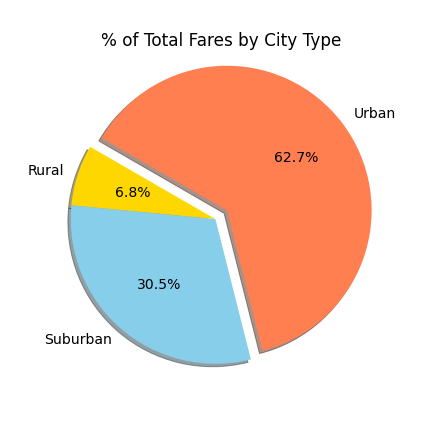 % of Total Fares by City Type
Urban
62.7%
Rural
6.8%
30.5%
Suburban